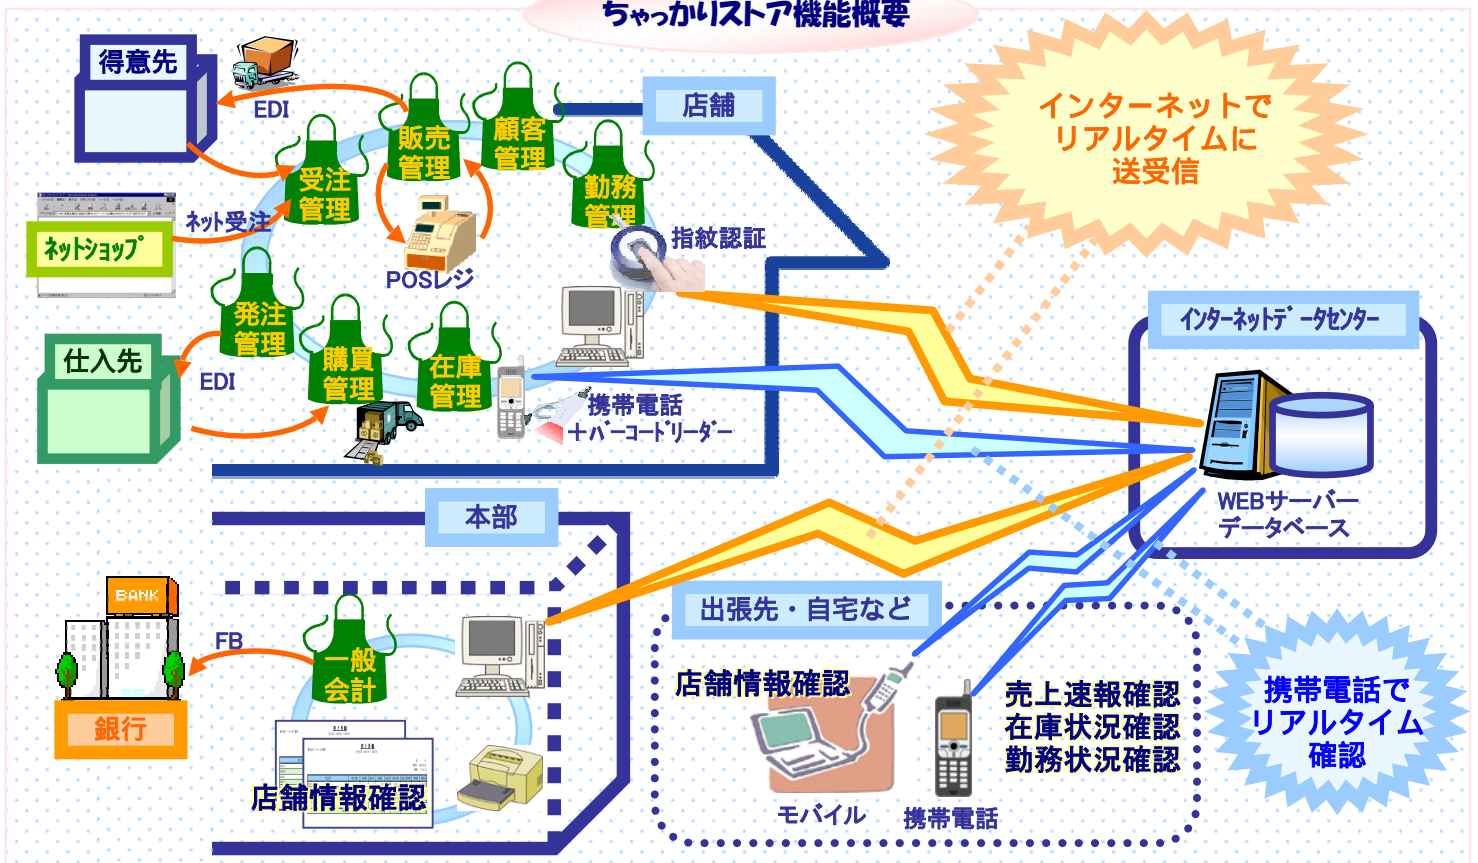 ちゃっかりストア機能概要
得意先
EDI
店舗
インターネットで
リアルタイムに
送受信
販売
管理
顧客
管理
受注
管理
勤務
管理
ネット受注
ネットショップ
指紋認証
POSレジ
発注
管理
購買
管理
在庫
管理
仕入先
EDI
携帯電話
＋バーコードリーダー
インターネットデータセンター
WEBサーバー
データベース
本部
BANK
FB
銀行
一般
会計
店舗情報確認
出張先・自宅など
店舗情報確認
モバイル
携帯電話
売上速報確認
在庫状況確認
勤務状況確認
携帯電話で
リアルタイム
確認